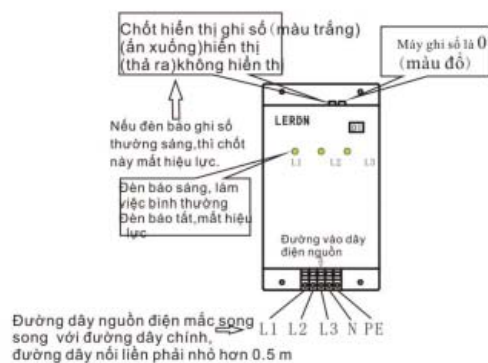 Chốt hiển thị ghi số (màu trắng)
(ấn xuống)hiển thị
(thả ra)không hiển thị
Máy ghi số là 0
(màu đỏ)
Nếu đèn báo ghi số
thường sáng,thì chốt
này mất hiệu lực.
LERDN
L1 L2 L3
Đèn báo sáng, làm
việc bình thường
Đèn báo tắt,mất hiệu
lực
Đường vào dây
điện nguồn
Đường dây nguồn điện mắc song
song với đường dây chính,
đường dây nối liền phải nhỏ hơn 0.5 m
L1 L2 L3 N PE